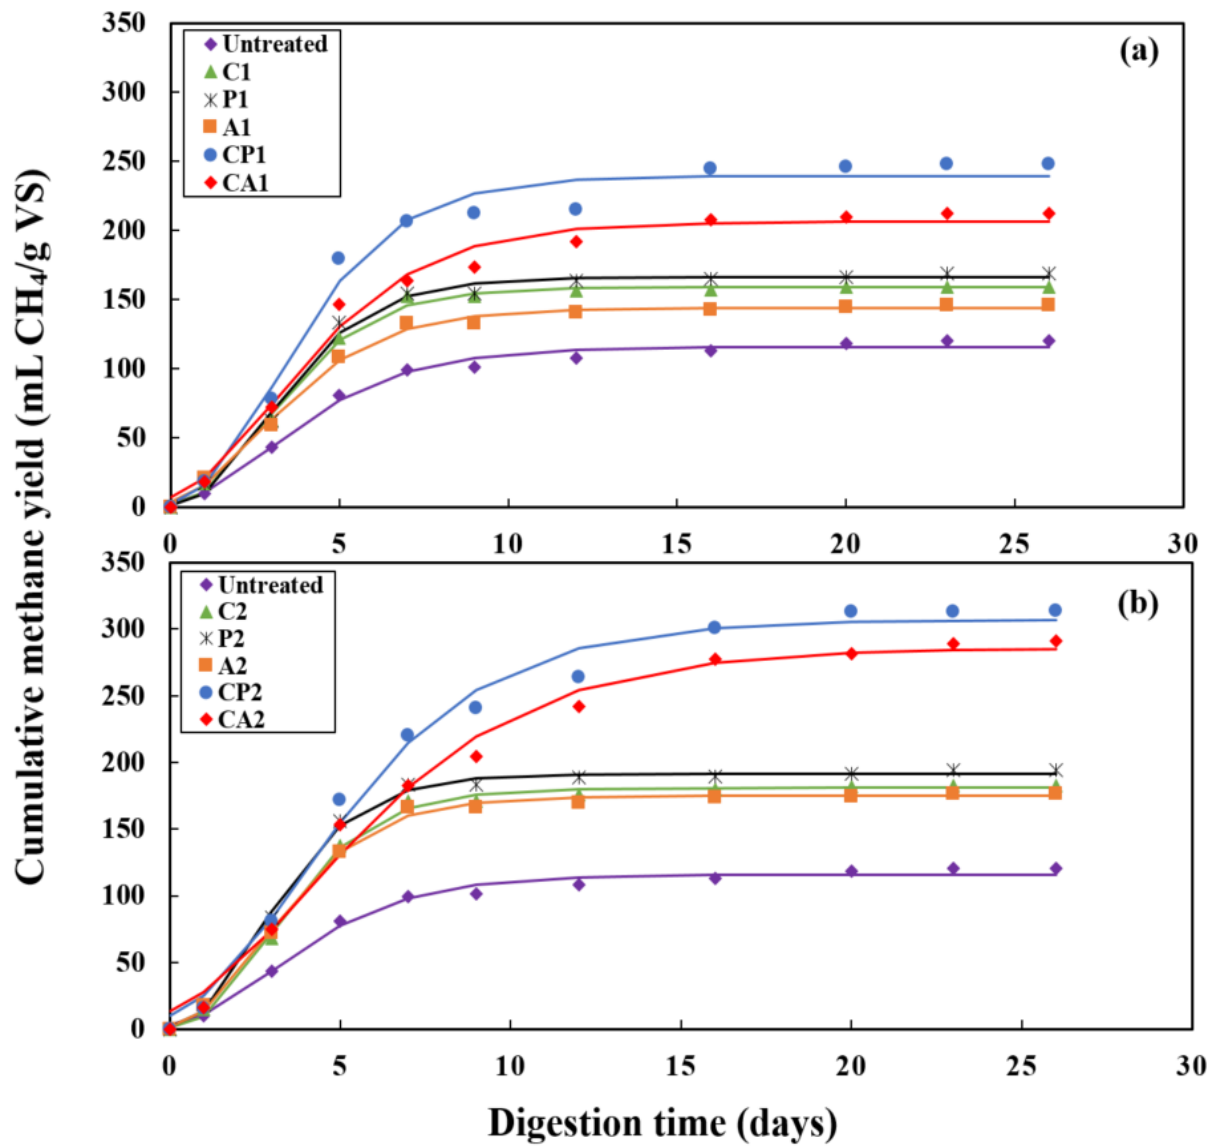 Cumulative methane yield (mL CH₄/g VS)
350
300
250
200
150
100
50
0
Untreated
C1
P1
A1
CP1
CA1
(a)
0 5 10 15 20 25 30
350
300
250
200
150
100
50
0
Untreated
C2
P2
A2
CP2
CA2
(b)
0 5 10 15 20 25 30
Digestion time (days)